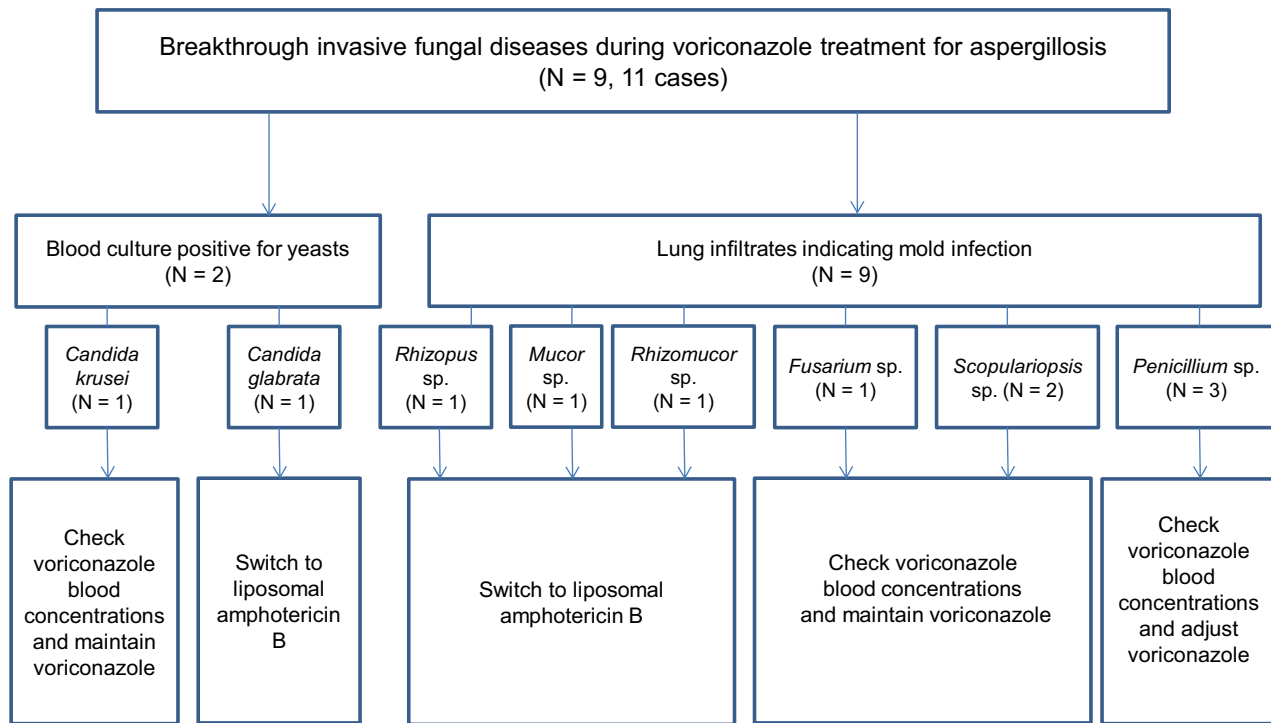 Breakthrough invasive fungal diseases during voriconazole treatment for aspergillosis
(N = 9, 11 cases)
Blood culture positive for yeasts
(N = 2)
Lung infiltrates indicating mold infection
(N = 9)
Candida
krusei
(N = 1)
Candida
glabrata
(N = 1)
Rhizopus
sp.
(N = 1)
Mucor
sp.
(N = 1)
Rhizomucor
sp.
(N = 1)
Fusarium sp.
(N = 1)
Scopulariopsis
sp. (N = 2)
Penicillium sp.
(N = 3)
Check
voriconazole
blood
concentrations
and maintain
voriconazole
Switch to
liposomal
amphotericin
B
Switch to liposomal
amphotericin B
Check voriconazole
blood concentrations
and maintain voriconazole
Check
voriconazole
blood
concentrations
and adjust
voriconazole